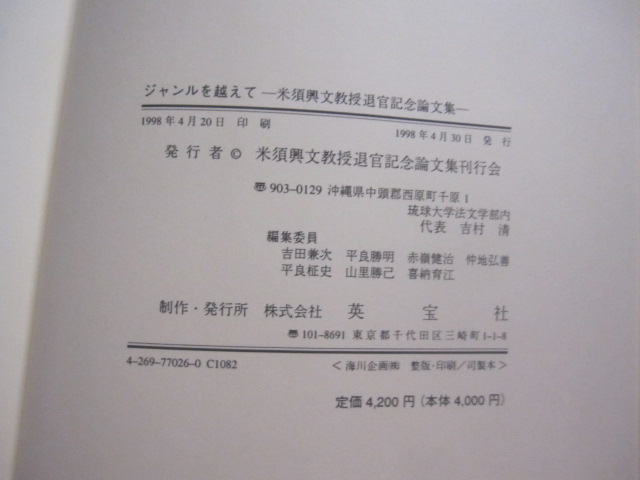 ジャンルを越えて ―米須興文教授退官記念論文集―
1998年4月20日 印刷
1998年4月30日 発行
発行者 © 米須興文教授退官記念論文集刊行会
〠903-0129 沖縄県中頭郡西原町千原1
琉球大学法文学部内
代表 吉村 清
編集委員
吉田兼次 平良勝明 赤嶺健治 仲地弘善
平良柾史 山里勝己 喜納育江
制作・発行所 株式会社 英宝社
〠101-8691 東京都千代田区三崎町1-1-8
4-269-77026-0 C1082
〈海川企画㈱ 整版・印刷／司製本〉
定価 4,200円(本体 4,000円)